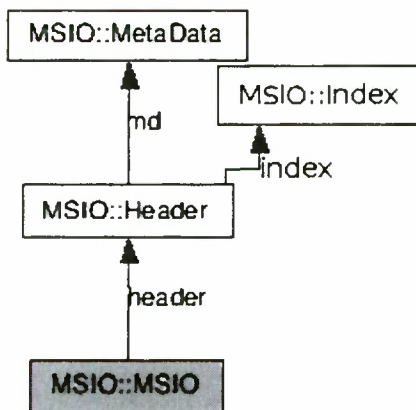 MSIO::MetaData
MSIO::Index
md
index
MSIO::Header
header
MSIO::MSIO